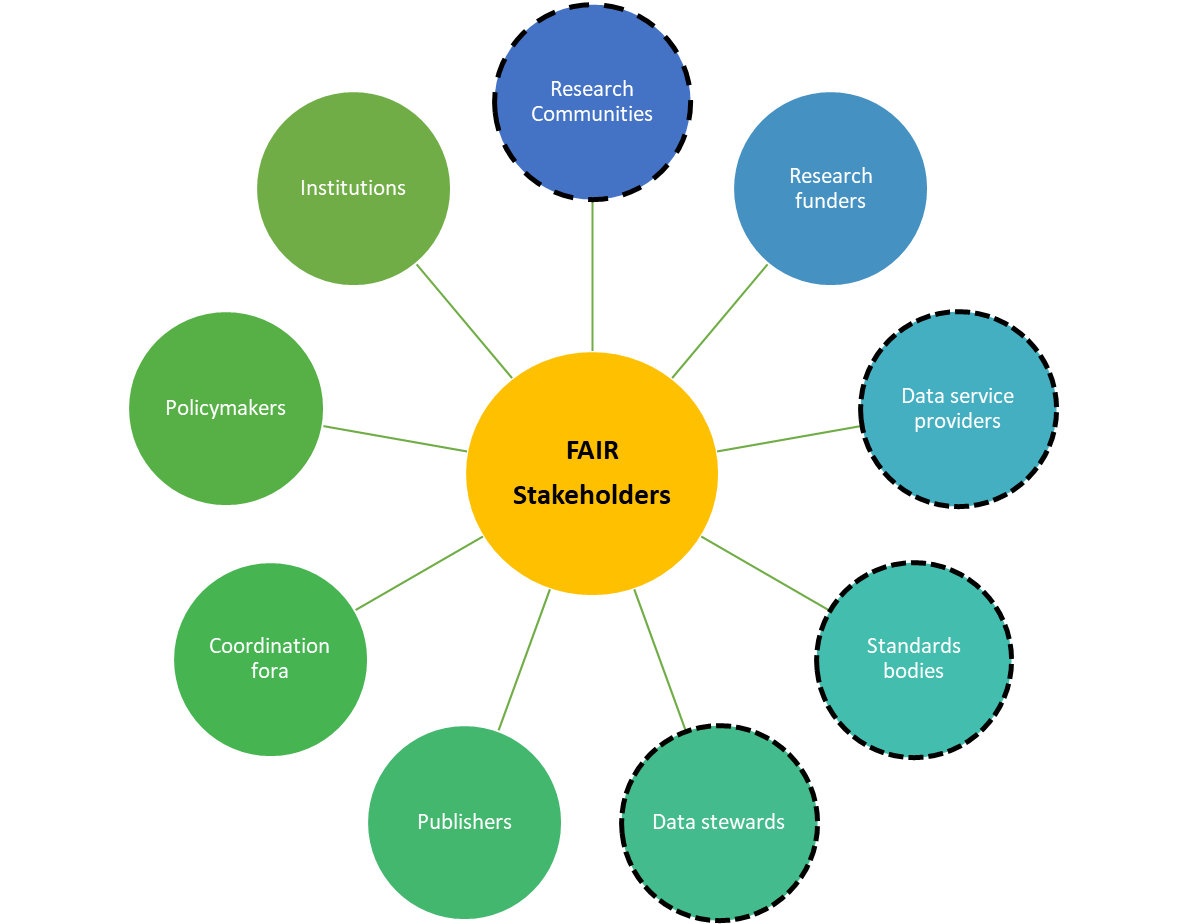 Research
Communities
Research
funders
Data service
providers
Standards
bodies
Data stewards
Publishers
Coordination
fora
Policymakers
Institutions
FAIR
Stakeholders